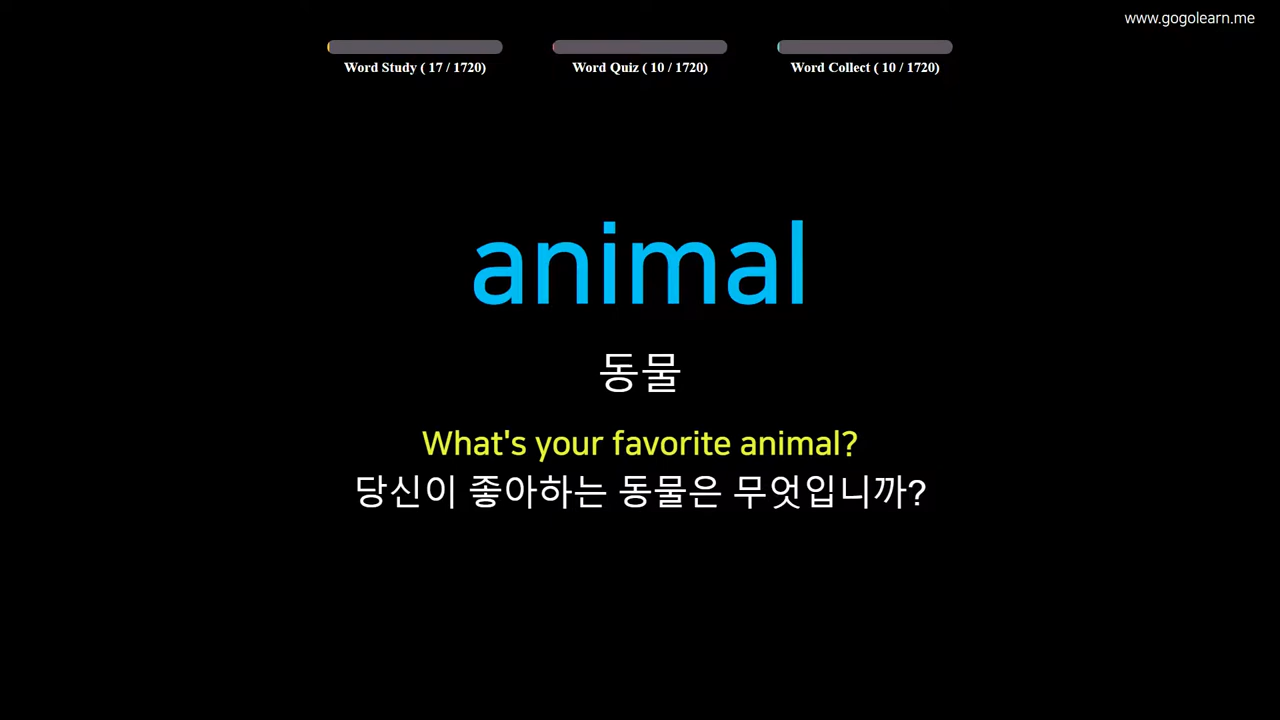 www.gogolearn.me
Word Study ( 17 / 1720)
Word Quiz ( 10 / 1720)
Word Collect ( 10 / 1720)
animal
동물
What's your favorite animal?
당신이 좋아하는 동물은 무엇입니까?